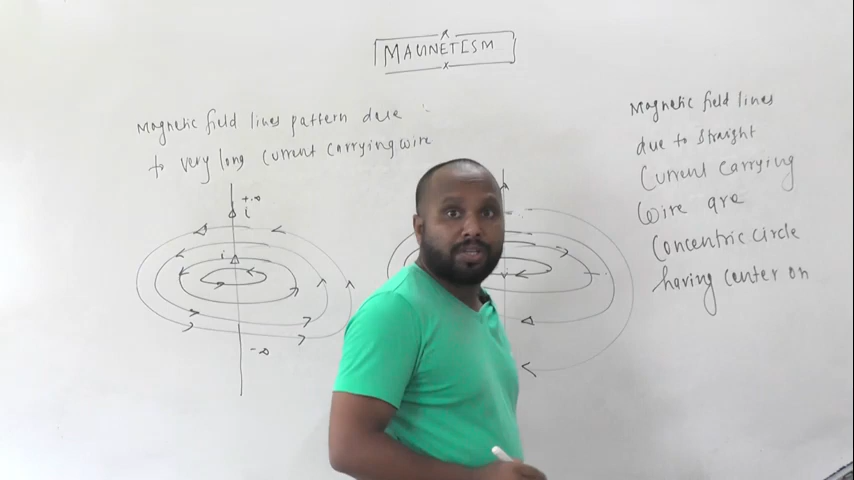 MAGNETISM
Magnetic field lines pattern due
to very long current carrying wire
+∞
i
i
-∞
Magnetic field lines
due to straight
Current carrying
wire are
Concentric circle
having center on